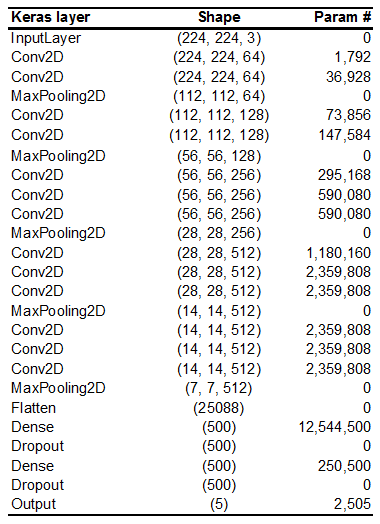 Keras layer Shape Param #
InputLayer (224, 224, 3) 0
Conv2D (224, 224, 64) 1,792
Conv2D (224, 224, 64) 36,928
MaxPooling2D (112, 112, 64) 0
Conv2D (112, 112, 128) 73,856
Conv2D (112, 112, 128) 147,584
MaxPooling2D (56, 56, 128) 0
Conv2D (56, 56, 256) 295,168
Conv2D (56, 56, 256) 590,080
Conv2D (56, 56, 256) 590,080
MaxPooling2D (28, 28, 256) 0
Conv2D (28, 28, 512) 1,180,160
Conv2D (28, 28, 512) 2,359,808
Conv2D (28, 28, 512) 2,359,808
MaxPooling2D (14, 14, 512) 0
Conv2D (14, 14, 512) 2,359,808
Conv2D (14, 14, 512) 2,359,808
Conv2D (14, 14, 512) 2,359,808
MaxPooling2D (7, 7, 512) 0
Flatten (25088) 0
Dense (500) 12,544,500
Dropout (500) 0
Dense (500) 250,500
Dropout (500) 0
Output (5) 2,505